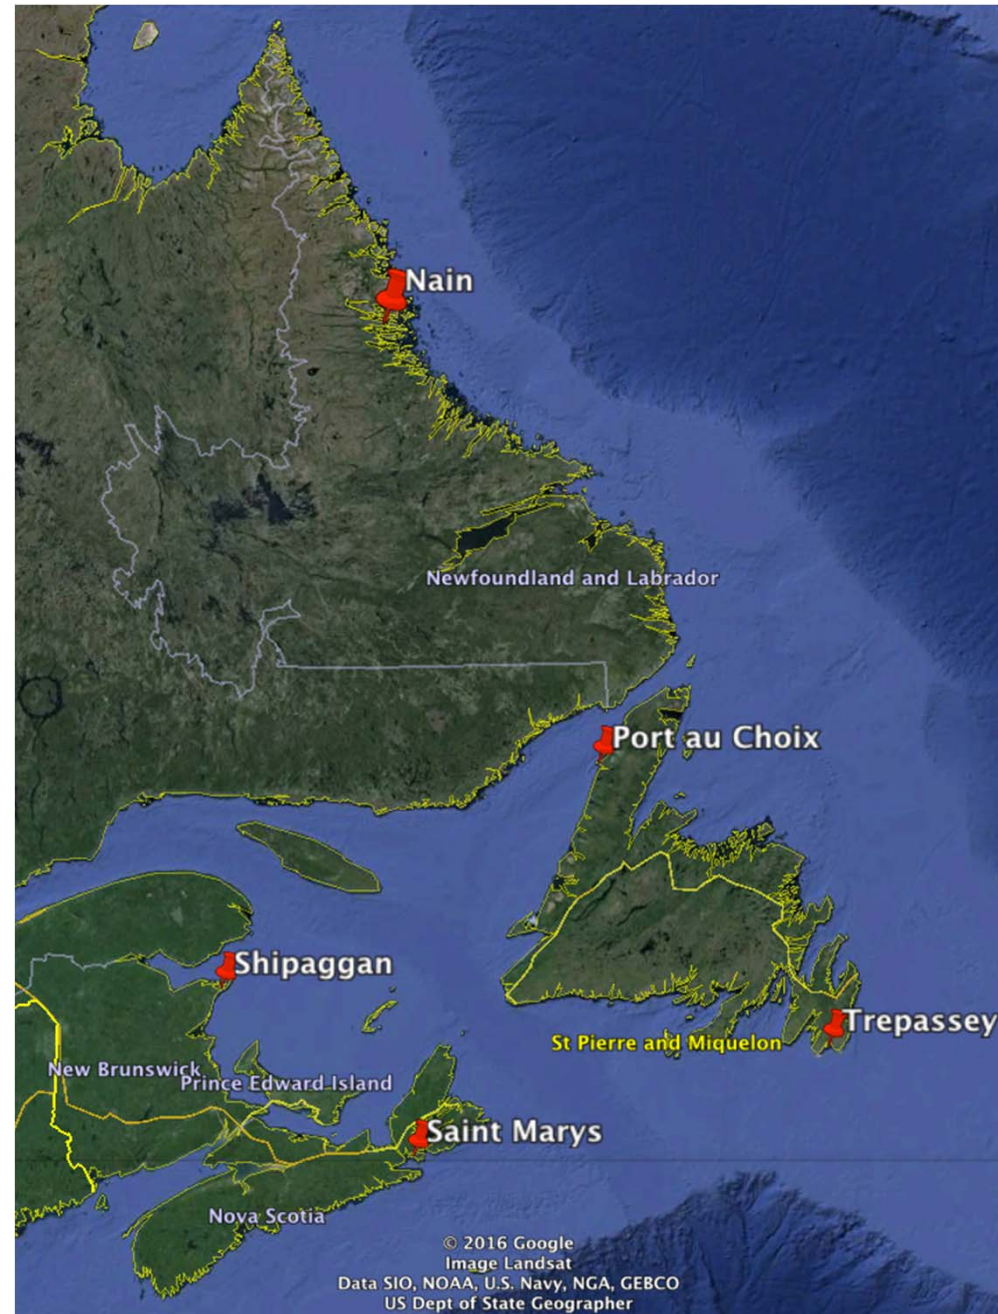 Nain
Newfoundland and Labrador
Port au Choix
Shipaggan
Trepassey
St Pierre and Miquelon
New Brunswick
Prince Edward Island
Saint Marys
Nova Scotia
© 2016 Google
Image Landsat
Data SIO, NOAA, U.S. Navy, NGA, GEBCO
US Dept of State Geographer